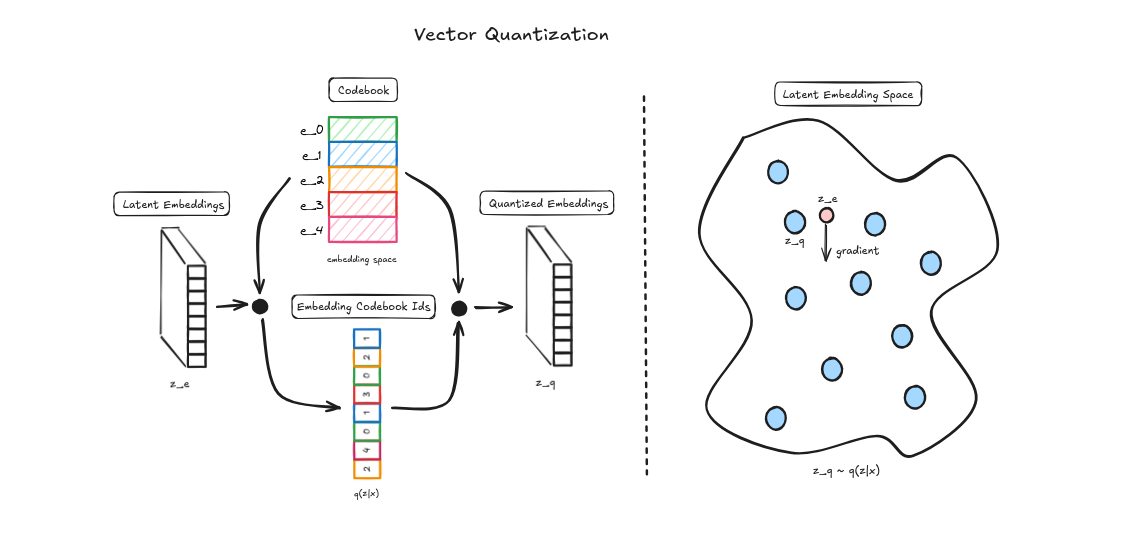 Vector Quantization
Codebook
e_0
e_1
e_2
e_3
e_4
embedding space
Latent Embeddings
z_e
Embedding Codebook Ids
1
2
0
3
1
0
4
2
q(z|x)
Quantized Embeddings
z_q
Latent Embedding Space
z_e
z_q
gradient
z_q ~ q(z|x)